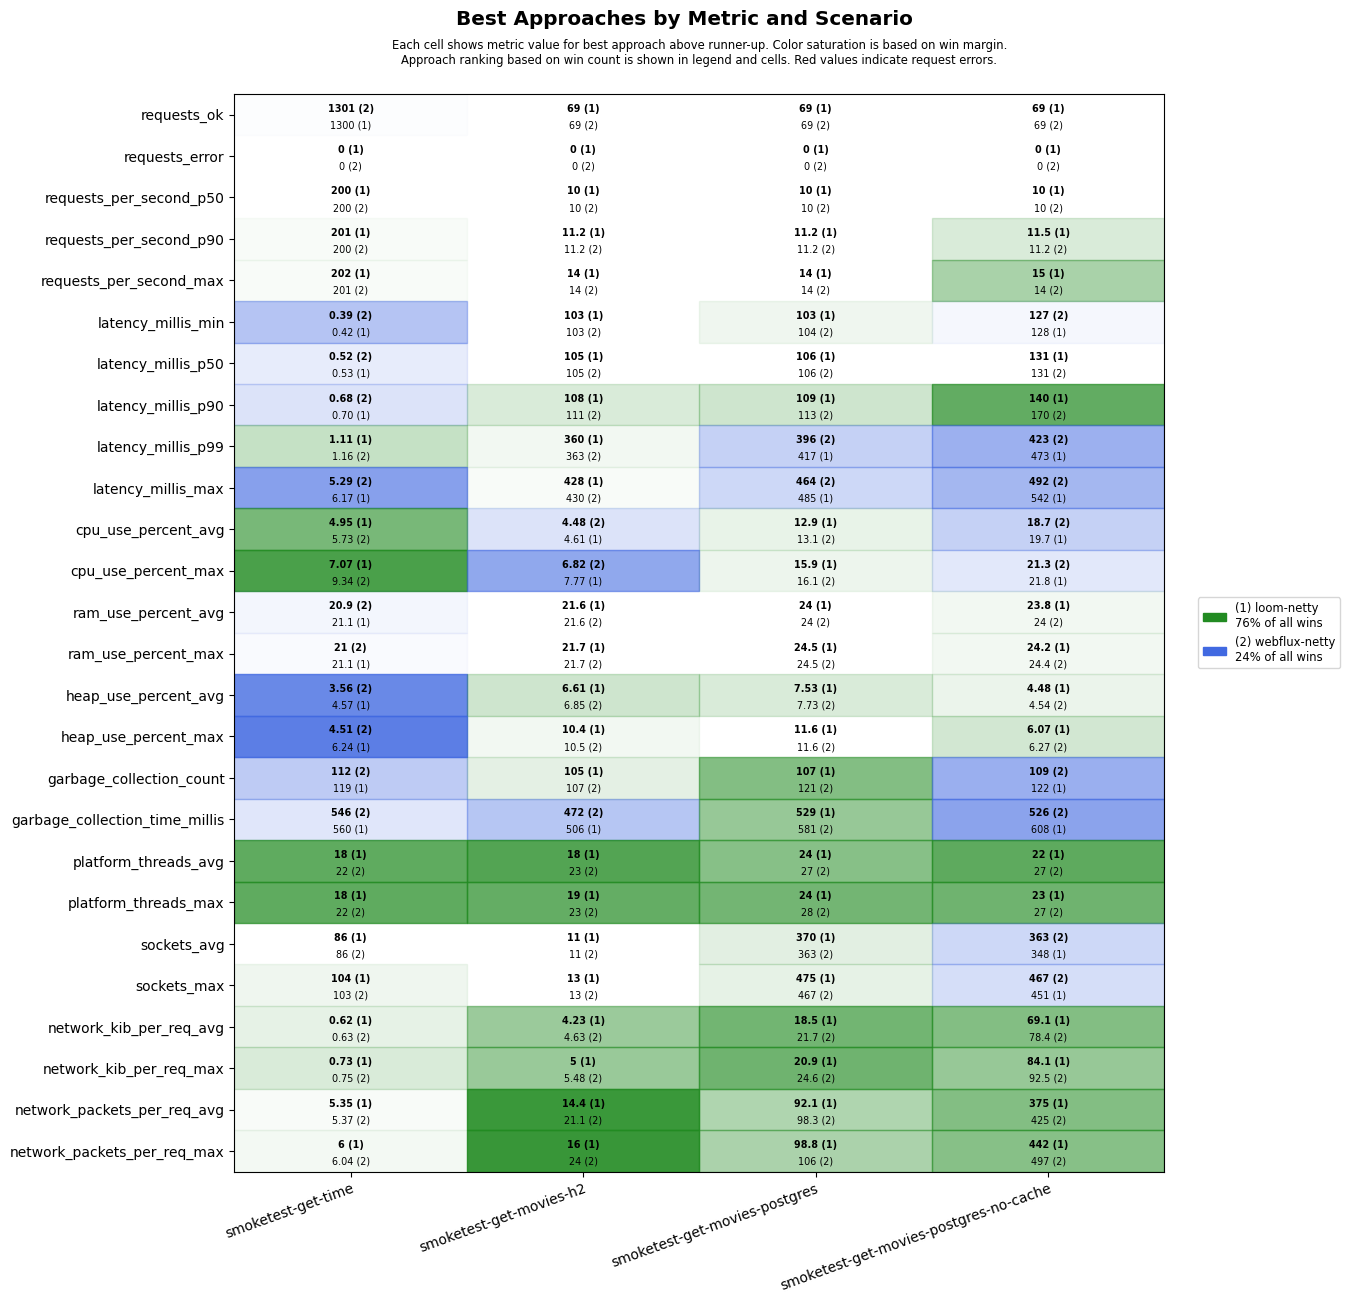 Best Approaches by Metric and Scenario
Each cell shows metric value for best approach above runner-up. Color saturation is based on win margin.
Approach ranking based on win count is shown in legend and cells. Red values indicate request errors.
requests_ok
1301 (2) 69 (1) 69 (1) 69 (1)
1300 (1) 69 (2) 69 (2) 69 (2)
requests_error
0 (1) 0 (1) 0 (1) 0 (1)
0 (2) 0 (2) 0 (2) 0 (2)
requests_per_second_p50
200 (1) 10 (1) 10 (1) 10 (1)
200 (2) 10 (2) 10 (2) 10 (2)
requests_per_second_p90
201 (1) 11.2 (1) 11.2 (1) 11.5 (1)
200 (2) 11.2 (2) 11.2 (2) 11.2 (2)
requests_per_second_max
202 (1) 14 (1) 14 (1) 15 (1)
201 (2) 14 (2) 14 (2) 14 (2)
latency_millis_min
0.39 (2) 103 (1) 103 (1) 127 (2)
0.42 (1) 103 (2) 104 (2) 128 (1)
latency_millis_p50
0.52 (2) 105 (1) 106 (1) 131 (1)
0.53 (1) 105 (2) 106 (2) 131 (2)
latency_millis_p90
0.68 (2) 108 (1) 109 (1) 140 (1)
0.70 (1) 111 (2) 113 (2) 170 (2)
latency_millis_p99
1.11 (1) 360 (1) 396 (2) 423 (2)
1.16 (2) 363 (2) 417 (1) 473 (1)
latency_millis_max
5.29 (2) 428 (1) 464 (2) 492 (2)
6.17 (1) 430 (2) 485 (1) 542 (1)
cpu_use_percent_avg
4.95 (1) 4.48 (2) 12.9 (1) 18.7 (2)
5.73 (2) 4.61 (1) 13.1 (2) 19.7 (1)
cpu_use_percent_max
7.07 (1) 6.82 (2) 15.9 (1) 21.3 (2)
9.34 (2) 7.77 (1) 16.1 (2) 21.8 (1)
ram_use_percent_avg
20.9 (2) 21.6 (1) 24 (1) 23.8 (1)
21.1 (1) 21.6 (2) 24 (2) 24 (2)
ram_use_percent_max
21 (2) 21.7 (1) 24.5 (1) 24.2 (1)
21.1 (1) 21.7 (2) 24.5 (2) 24.4 (2)
heap_use_percent_avg
3.56 (2) 6.61 (1) 7.53 (1) 4.48 (1)
4.57 (1) 6.85 (2) 7.73 (2) 4.54 (2)
heap_use_percent_max
4.51 (2) 10.4 (1) 11.6 (1) 6.07 (1)
6.24 (1) 10.5 (2) 11.6 (2) 6.27 (2)
garbage_collection_count
112 (2) 105 (1) 107 (1) 109 (2)
119 (1) 107 (2) 121 (2) 122 (1)
garbage_collection_time_millis
546 (2) 472 (2) 529 (1) 526 (2)
560 (1) 506 (1) 581 (2) 608 (1)
platform_threads_avg
18 (1) 18 (1) 24 (1) 22 (1)
22 (2) 23 (2) 27 (2) 27 (2)
platform_threads_max
18 (1) 19 (1) 24 (1) 23 (1)
22 (2) 23 (2) 28 (2) 27 (2)
sockets_avg
86 (1) 11 (1) 370 (1) 363 (2)
86 (2) 11 (2) 363 (2) 348 (1)
sockets_max
104 (1) 13 (1) 475 (1) 467 (2)
103 (2) 13 (2) 467 (2) 451 (1)
network_kib_per_req_avg
0.62 (1) 4.23 (1) 18.5 (1) 69.1 (1)
0.63 (2) 4.63 (2) 21.7 (2) 78.4 (2)
network_kib_per_req_max
0.73 (1) 5 (1) 20.9 (1) 84.1 (1)
0.75 (2) 5.48 (2) 24.6 (2) 92.5 (2)
network_packets_per_req_avg
5.35 (1) 14.4 (1) 92.1 (1) 375 (1)
5.37 (2) 21.1 (2) 98.3 (2) 425 (2)
network_packets_per_req_max
6 (1) 16 (1) 98.8 (1) 442 (1)
6.04 (2) 24 (2) 106 (2) 497 (2)
smoketest-get-time
smoketest-get-movies-h2
smoketest-get-movies-postgres
smoketest-get-movies-postgres-no-cache
(1) loom-netty
76% of all wins
(2) webflux-netty
24% of all wins